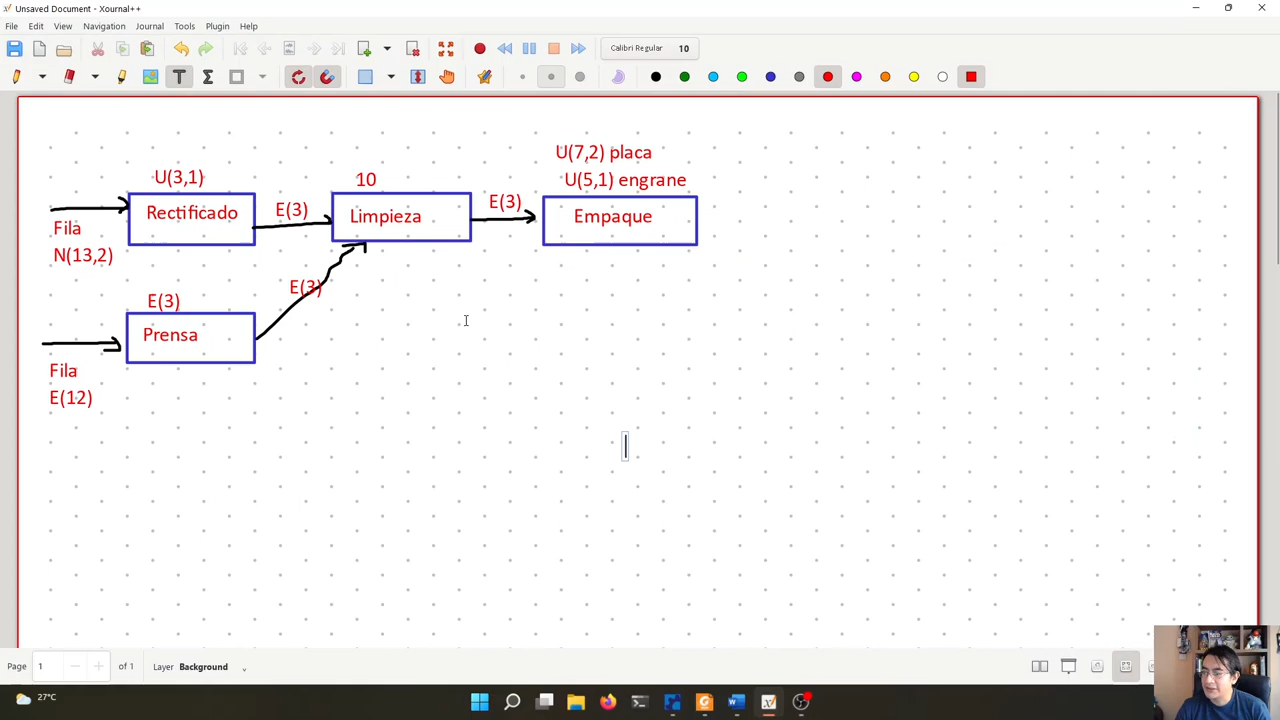 Unsaved Document - Xournal++
File Edit View Navigation Journal Tools Plugin Help
Calibri Regular 10
U(7,2) placa
U(3,1) 10 U(5,1) engrane
Rectificado E(3) Limpieza E(3) Empaque
Fila
N(13,2)
E(3) E(3)
Prensa
Fila
E(12)
Page 1 of 1 Layer Background
27°C